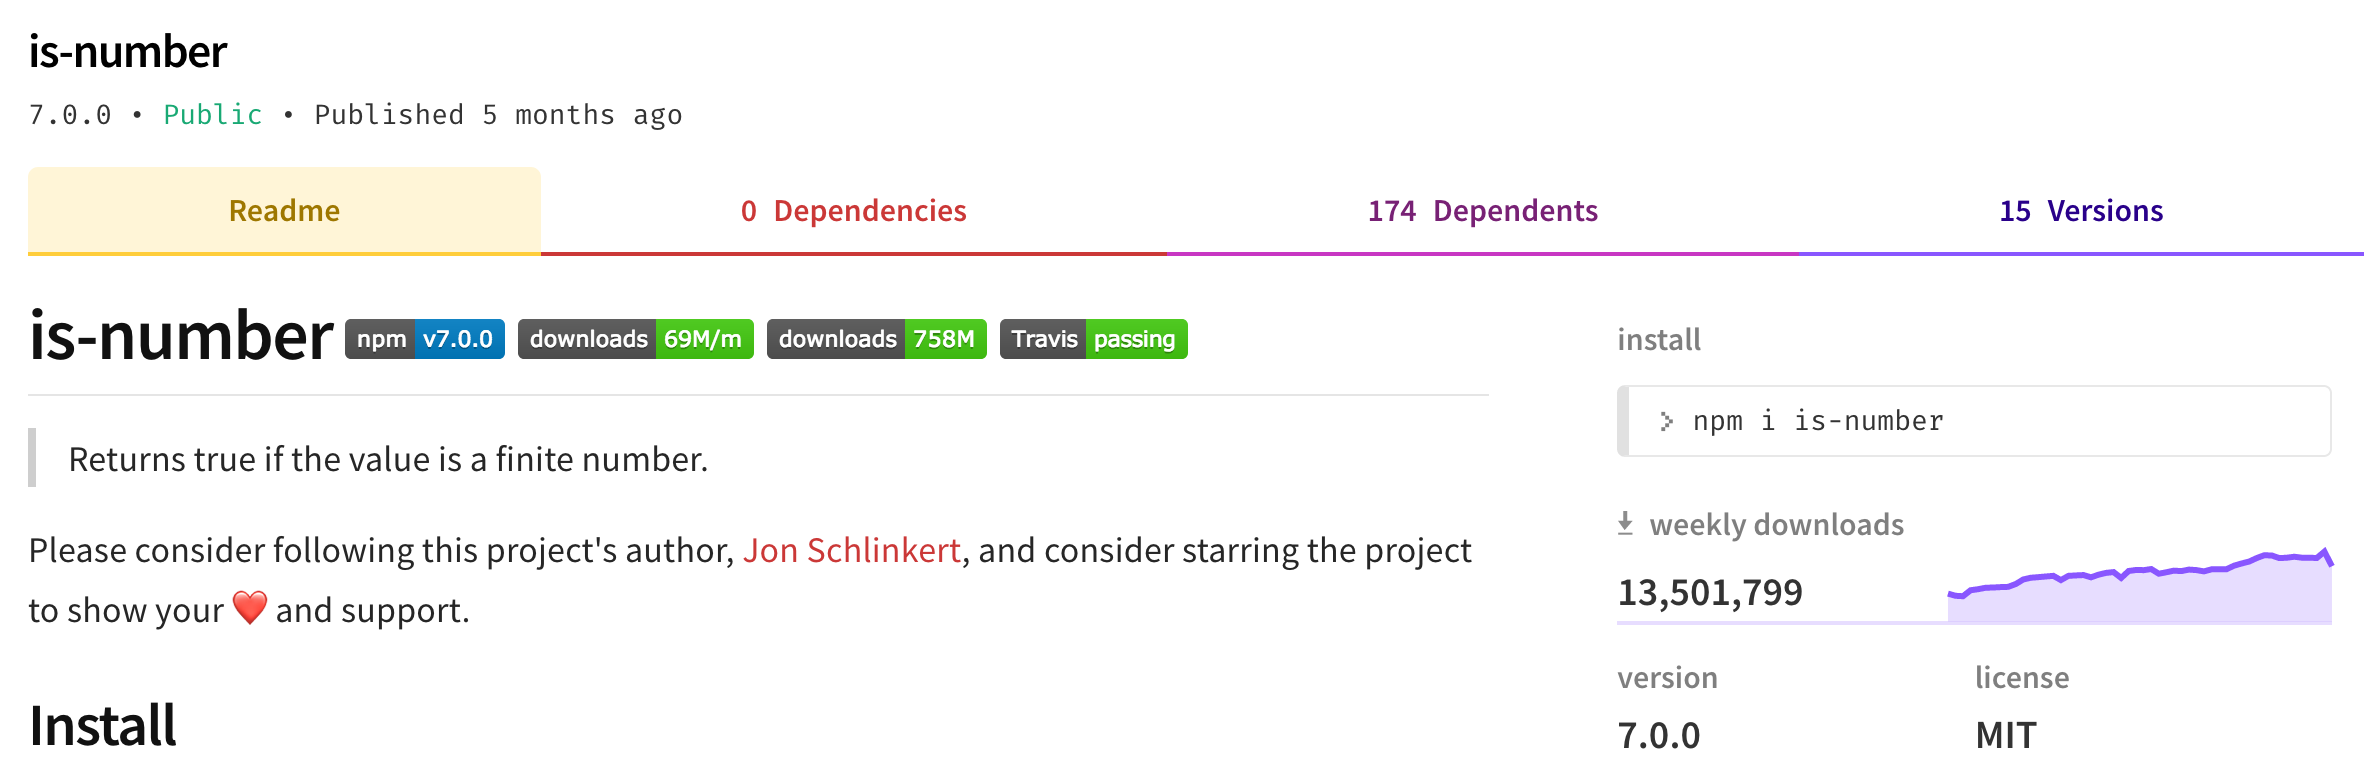 is-number
7.0.0 • Public • Published 5 months ago
Readme
0 Dependencies
174 Dependents
15 Versions
is-number npm v7.0.0 downloads 69M/m downloads 758M Travis passing
Returns true if the value is a finite number.
Please consider following this project's author, Jon Schlinkert, and consider starring the project
to show your ❤️ and support.
Install
install
> npm i is-number
weekly downloads
13,501,799
version
license
7.0.0
MIT